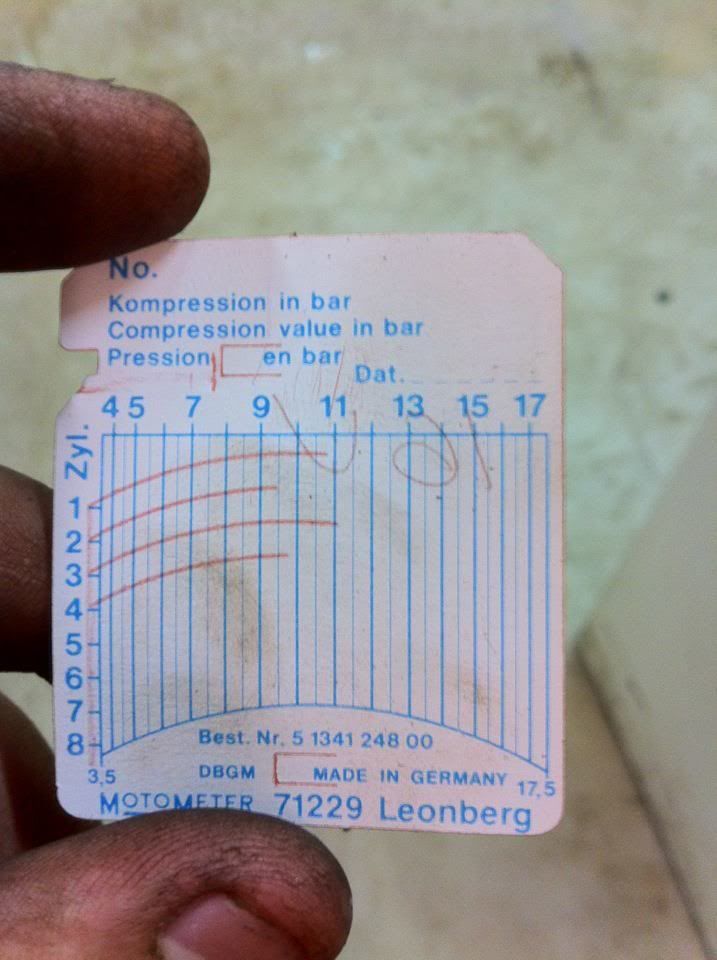 No.
Kompression in bar
Compression value in bar
Pression en bar
Dat.
4 5 7 9 11 13 15 17
Zyl.
1
2
3
4
5
6
7
8
Best. Nr. 5 1341 248 00
3,5 DBGM MADE IN GERMANY 17,5
MOTOMETER 71229 Leonberg